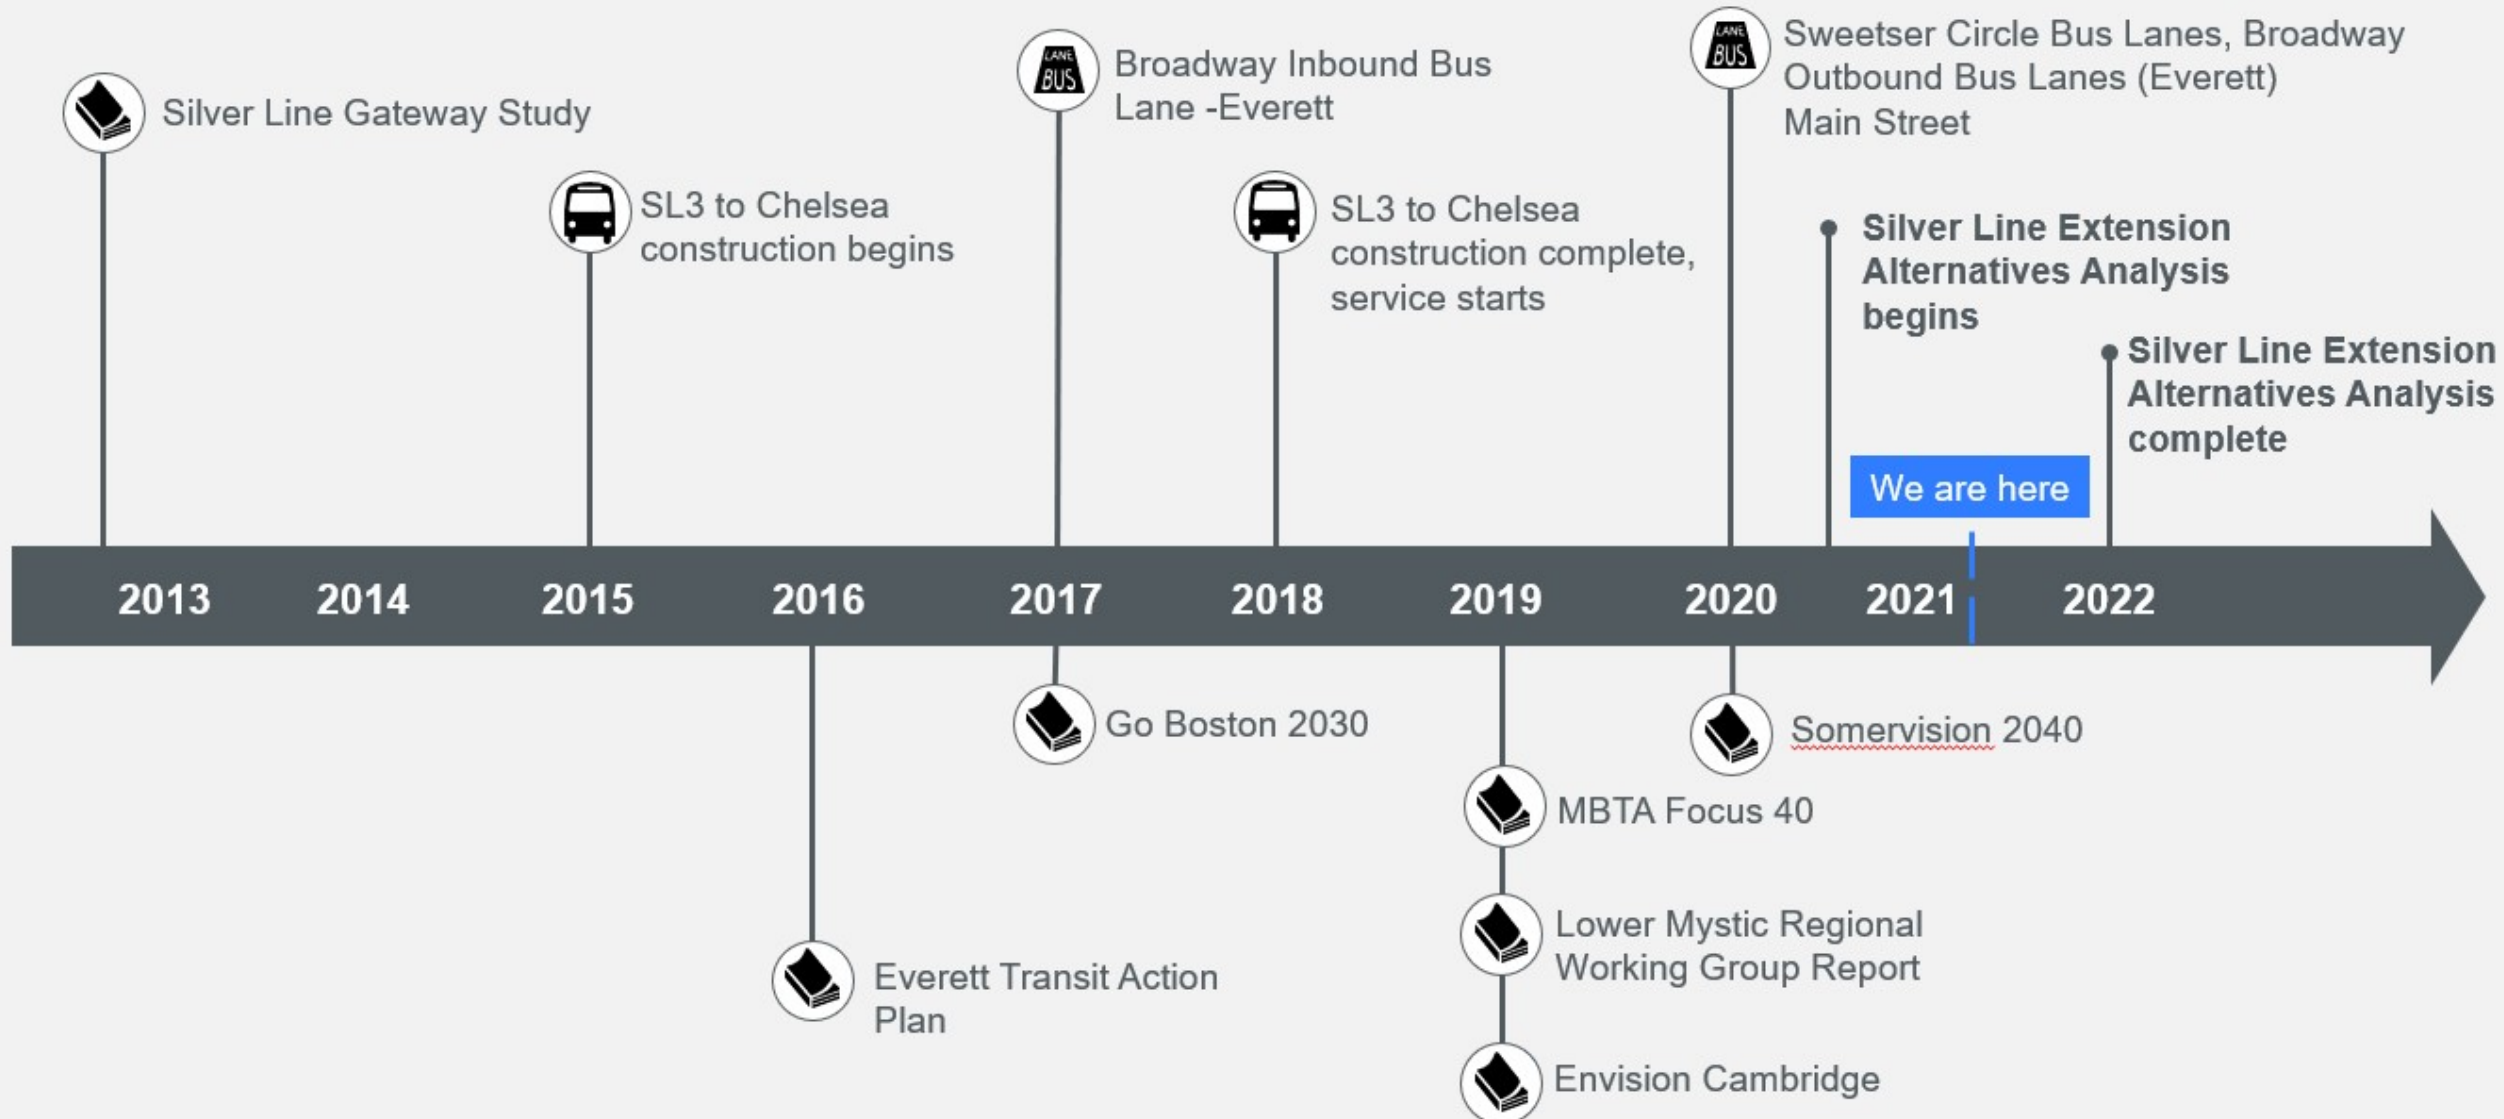 LANE
BUS
Sweetser Circle Bus Lanes, Broadway
Outbound Bus Lanes (Everett)
Main Street
LANE
BUS
Broadway Inbound Bus
Lane -Everett
Silver Line Gateway Study
SL3 to Chelsea
construction begins
SL3 to Chelsea
construction complete,
service starts
Silver Line Extension
Alternatives Analysis
begins
Silver Line Extension
Alternatives Analysis
complete
We are here
2013 2014 2015 2016 2017 2018 2019 2020 2021 2022
Go Boston 2030
Somervision 2040
MBTA Focus 40
Lower Mystic Regional
Working Group Report
Everett Transit Action
Plan
Envision Cambridge